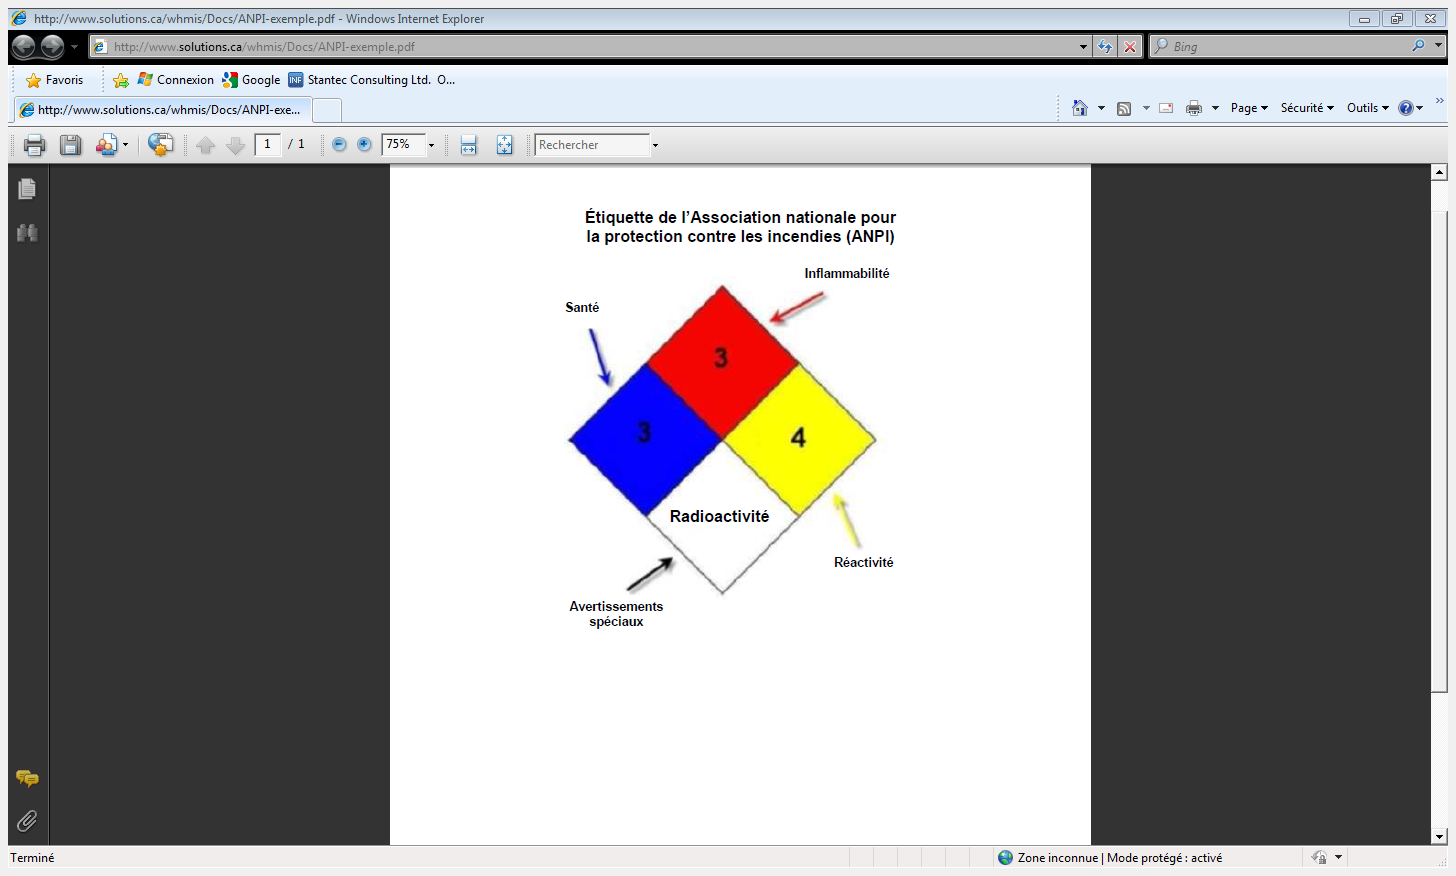 http://www.solutions.ca/whmis/Docs/ANPI-exemple.pdf - Windows Internet Explorer
http://www.solutions.ca/whmis/Docs/ANPI-exemple.pdf
Bing
Favoris
Connexion
Google
INF
Stantec Consulting Ltd. O...
http://www.solutions.ca/whmis/Docs/ANPI-exe...
Page
Sécurité
Outils
1 / 1
75%
Rechercher
Étiquette de l'Association nationale pour
la protection contre les incendies (ANPI)
Inflammabilité
Santé
3
3
4
Radioactivité
Réactivité
Avertissements
spéciaux
Terminé
Zone inconnue | Mode protégé : activé